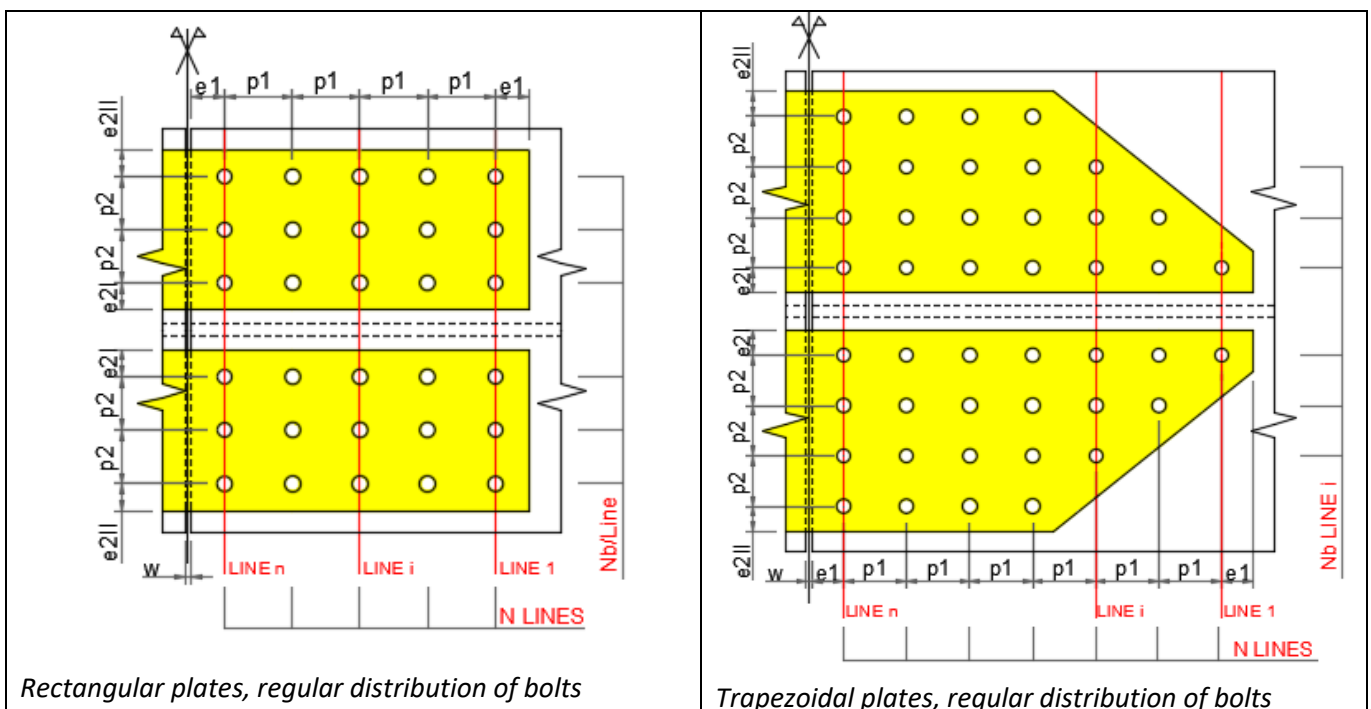 e1 p1 p1 p1 p1 e1
e2II
p2
p2
e2I
e2I
p2
p2
e2II
Nb/Line
w
LINE n LINE i LINE 1
N LINES
Rectangular plates, regular distribution of bolts
e2II
p2
p2
p2
e2I
e2I
p2
p2
p2
e2II
Nb LINE i
w e1 p1 p1 p1 p1 p1 p1 e1
LINE n LINE i LINE 1
N LINES
Trapezoidal plates, regular distribution of bolts